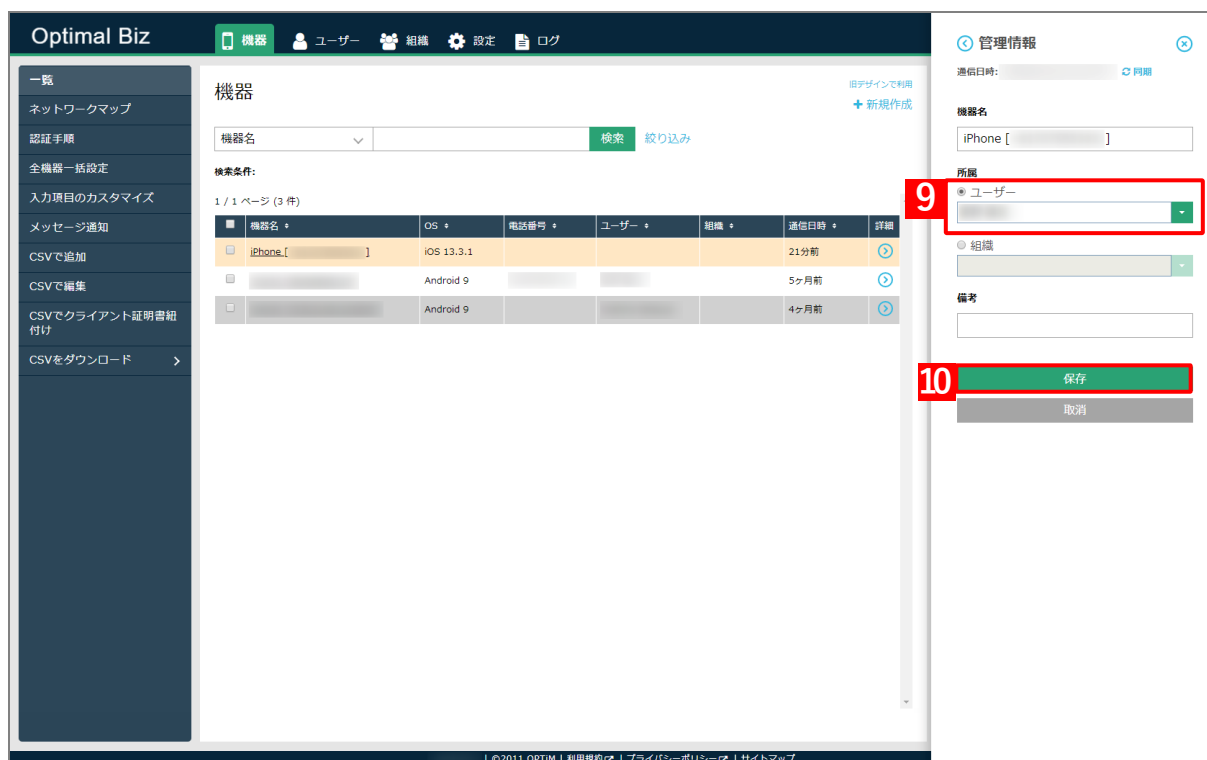 Optimal Biz
機器
ユーザー
組織
設定
ログ
一覧
ネットワークマップ
認証手順
全機器一括設定
入力項目のカスタマイズ
メッセージ通知
CSVで追加
CSVで編集
CSVでクライアント証明書紐
付け
CSVをダウンロード
機器
旧デザインで利用
+ 新規作成
機器名
検索
絞り込み
検索条件:
1 / 1 ページ (3 件)
機器名 OS 電話番号 ユーザー 組織 通信日時 詳細
iPhone [ ] iOS 13.3.1 21分前
Android 9 5ヶ月前
Android 9 4ヶ月前
管理情報
通信日時: 同期
機器名
iPhone [ ]
所属
9
ユーザー
組織
備考
10
保存
取消
| ©2011 OPTiM | 利用規約 | プライバシーポリシー | サイトマップ